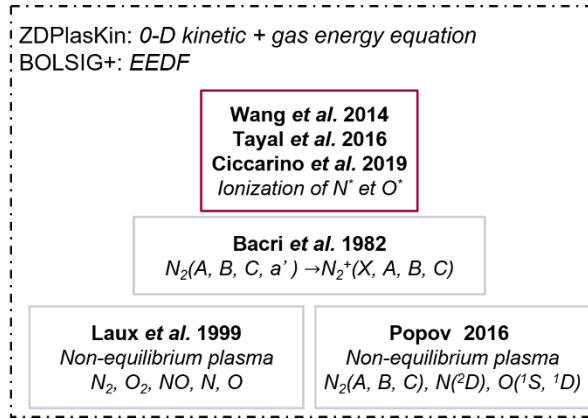 ZDPlasKin: 0-D kinetic + gas energy equation
BOLSIG+: EEDF
Wang et al. 2014
Tayal et al. 2016
Ciccarino et al. 2019
Ionization of N* et O*
Bacri et al. 1982
N₂(A, B, C, a’ ) →N₂⁺(X, A, B, C)
Laux et al. 1999
Non-equilibrium plasma
N₂, O₂, NO, N, O
Popov 2016
Non-equilibrium plasma
N₂(A, B, C), N(²D), O(¹S, ¹D)